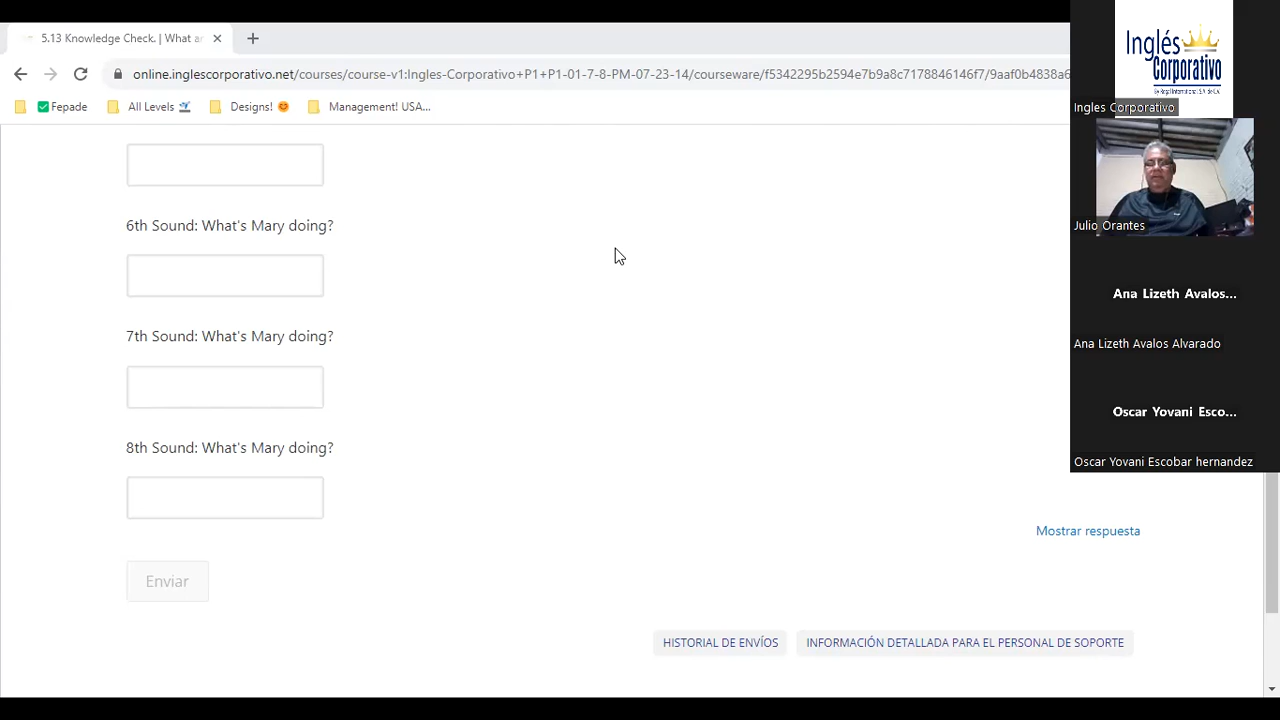 5.13 Knowledge Check. | What a
online.inglescorporativo.net/courses/course-v1:Ingles-Corporativo+P1+P1-01-7-8-PM-07-23-14/courseware/f5342295b2594e7b9a8c7178846146f7/9aaf0b4838a6
Fepade
All Levels
Designs!
Management! USA...
6th Sound: What's Mary doing?
7th Sound: What's Mary doing?
8th Sound: What's Mary doing?
Mostrar respuesta
Enviar
HISTORIAL DE ENVÍOS
INFORMACIÓN DETALLADA PARA EL PERSONAL DE SOPORTE
Inglés
Corporativo
Ingles Corporativo
Julio Orantes
Ana Lizeth Avalos...
Ana Lizeth Avalos Alvarado
Oscar Yovani Esco...
Oscar Yovani Escobar hernandez